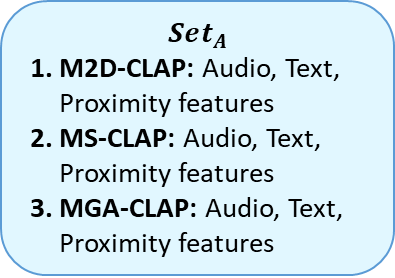 Set_A
1. M2D-CLAP: Audio, Text,
Proximity features
2. MS-CLAP: Audio, Text,
Proximity features
3. MGA-CLAP: Audio, Text,
Proximity features